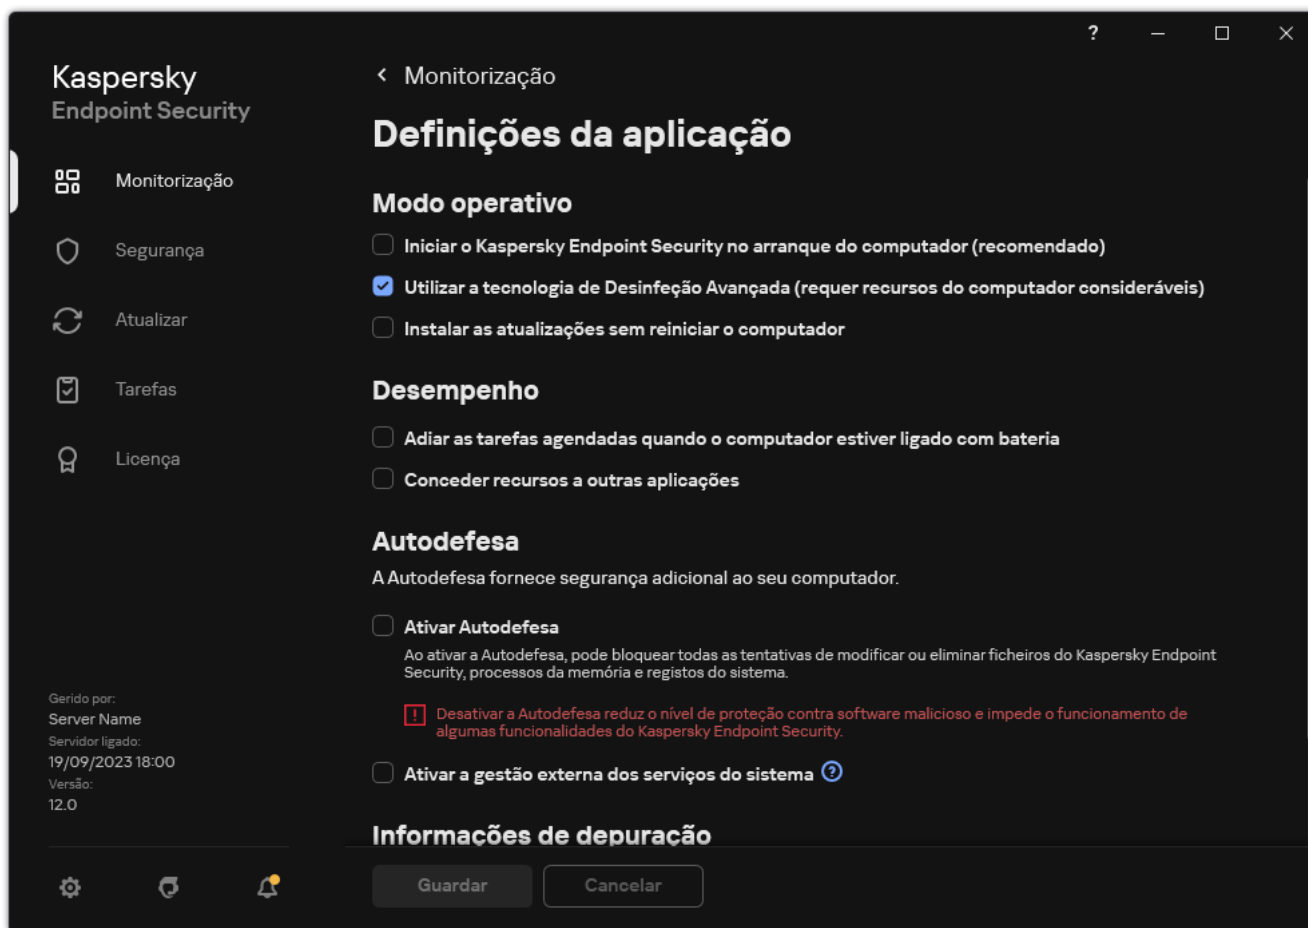 ?
Kaspersky
Endpoint Security
Monitorização
Segurança
Atualizar
Tarefas
Licença
Gerido por:
Server Name
Servidor ligado:
19/09/2023 18:00
Versão:
12.0
Monitorização
Definições da aplicação
Modo operativo
Iniciar o Kaspersky Endpoint Security no arranque do computador (recomendado)
Utilizar a tecnologia de Desinfeção Avançada (requer recursos do computador consideráveis)
Instalar as atualizações sem reiniciar o computador
Desempenho
Adiar as tarefas agendadas quando o computador estiver ligado com bateria
Conceder recursos a outras aplicações
Autodefesa
A Autodefesa fornece segurança adicional ao seu computador.
Ativar Autodefesa
Ao ativar a Autodefesa, pode bloquear todas as tentativas de modificar ou eliminar ficheiros do Kaspersky Endpoint
Security, processos da memória e registos do sistema.
Desativar a Autodefesa reduz o nível de proteção contra software malicioso e impede o funcionamento de
algumas funcionalidades do Kaspersky Endpoint Security.
Ativar a gestão externa dos serviços do sistema ?
Informações de depuração
Guardar
Cancelar